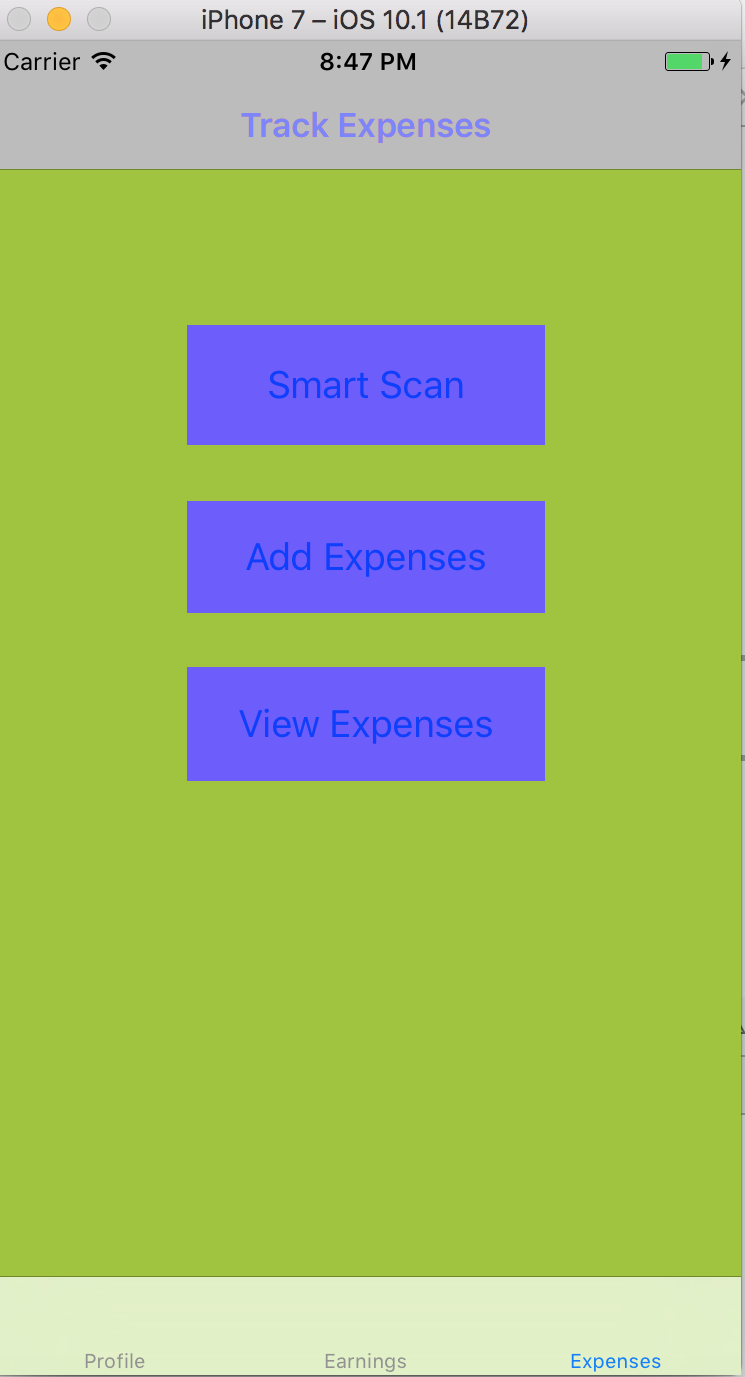 iPhone 7 – iOS 10.1 (14B72)
Carrier 8:47 PM
Track Expenses
Smart Scan
Add Expenses
View Expenses
Profile Earnings Expenses